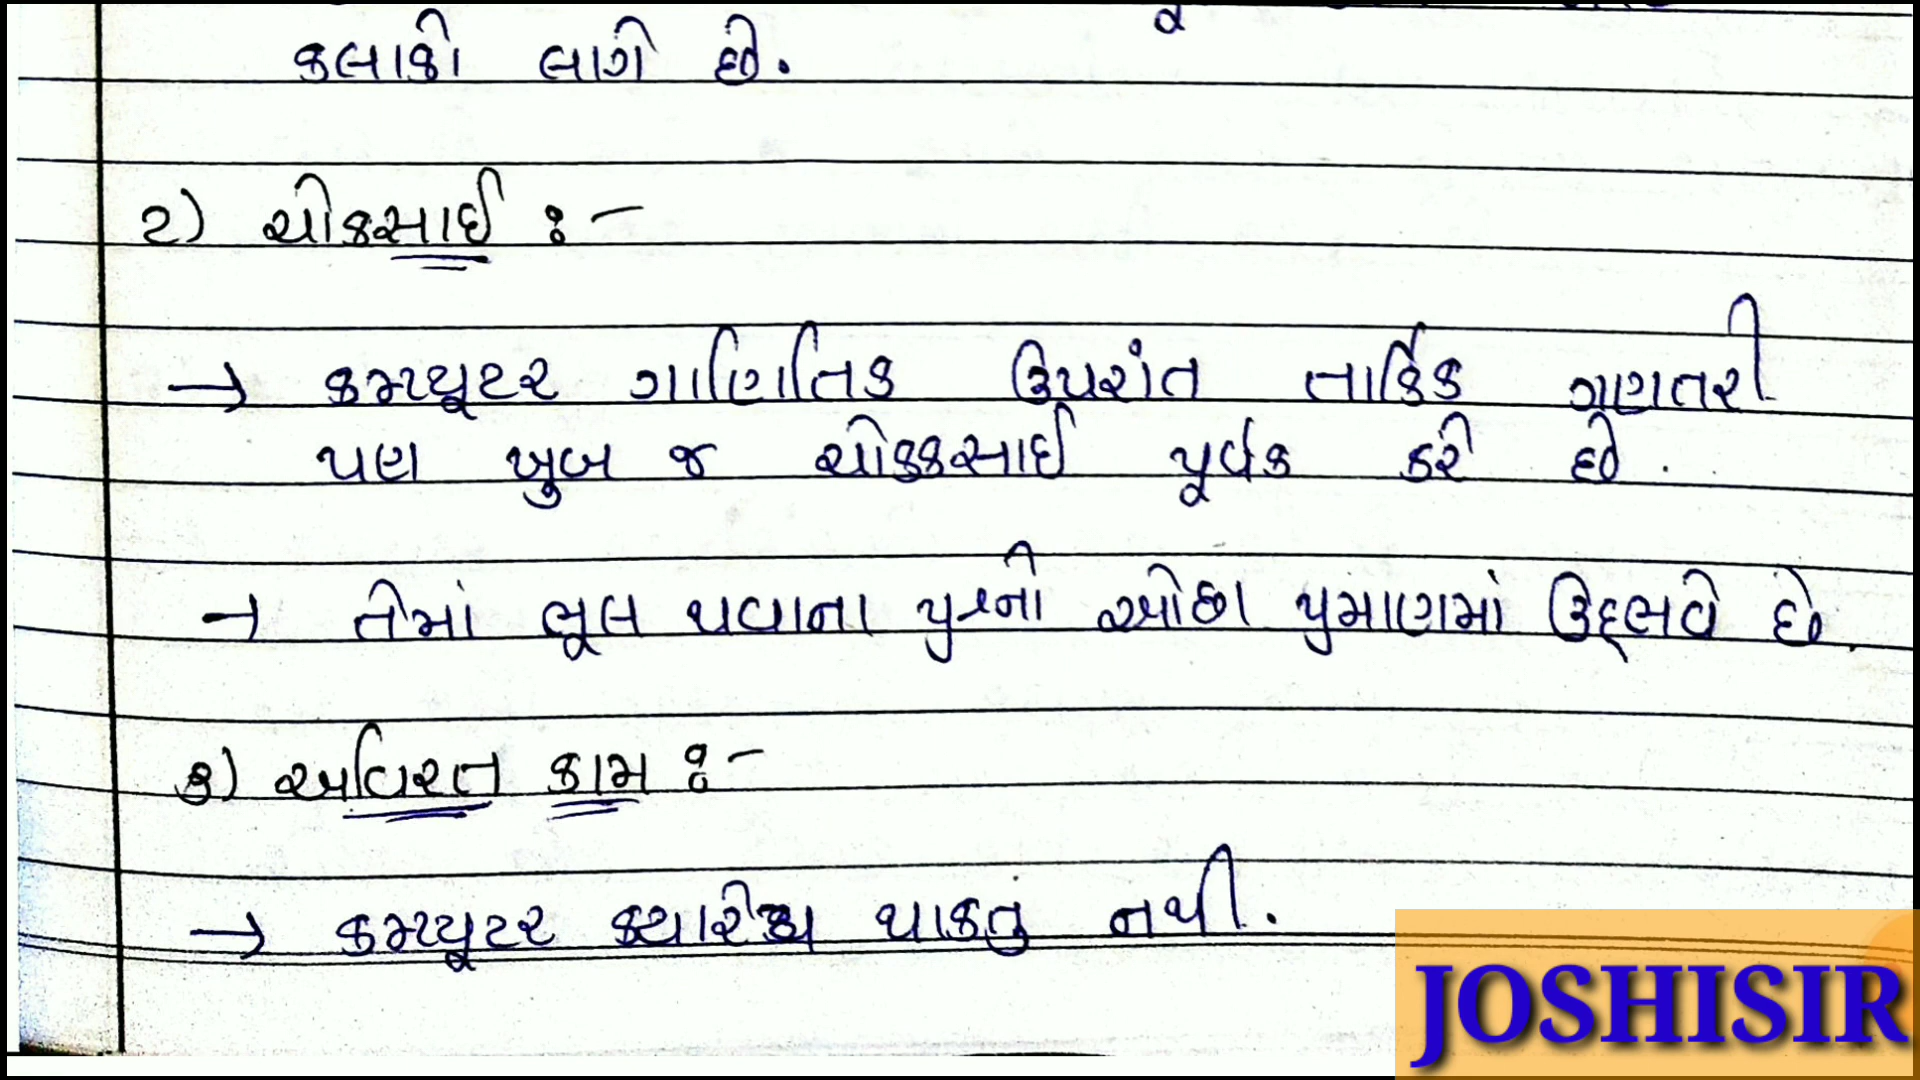 કલાકો લાગે છે.
૨) ચોકસાઈ :-
→ કમ્પ્યૂટર ગાણિતિક ઉપરાંત તાર્કિક ગણતરી
પણ ખુબ જ ચોક્કસાઈ પૂર્વક કરે છે.
→ તેમાં ભૂલ થવાના પ્રશ્નો ઓછા પ્રમાણમાં ઉદ્દભવે છે.
૩) અવિરત કામ :-
→ કમ્પ્યૂટર ક્યારેય થાકતું નથી.
JOSHISIR